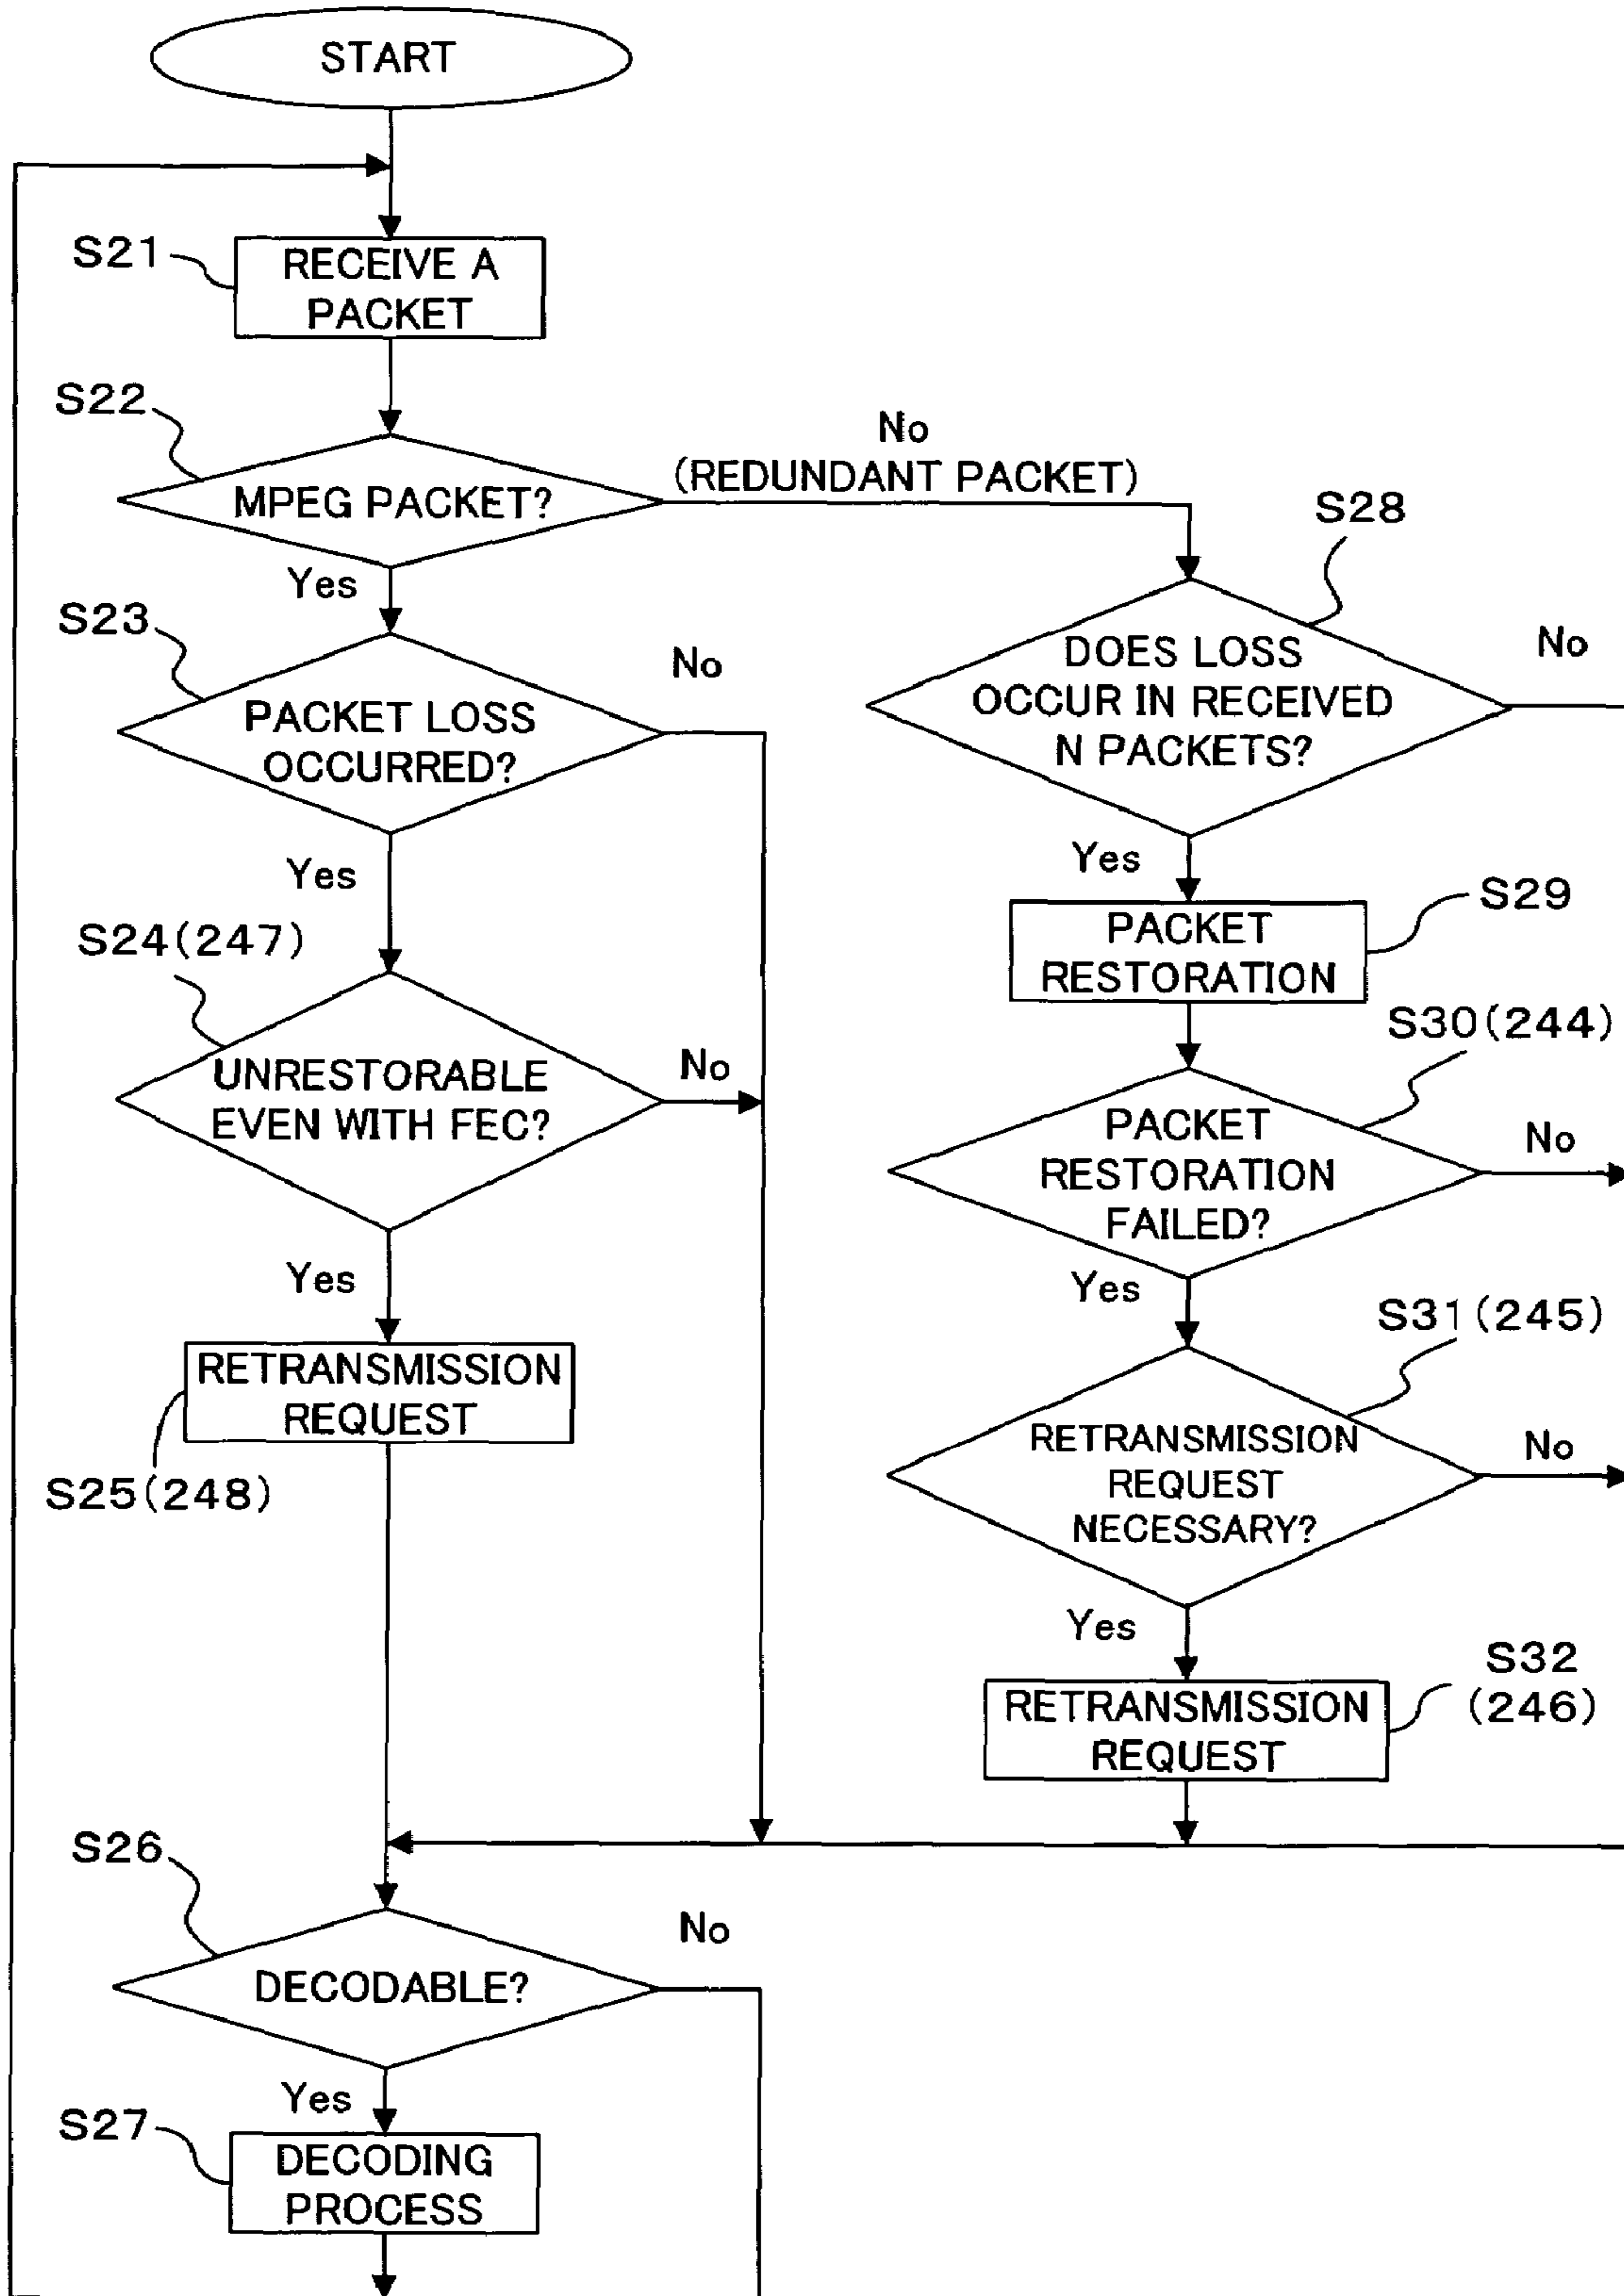 START
S21
RECEIVE A
PACKET
S22
MPEG PACKET?
No
(REDUNDANT PACKET)
Yes
S23
PACKET LOSS
OCCURRED?
No
Yes
S24(247)
UNRESTORABLE
EVEN WITH FEC?
No
Yes
RETRANSMISSION
REQUEST
S25(248)
S28
DOES LOSS
OCCUR IN RECEIVED
N PACKETS?
No
Yes
S29
PACKET
RESTORATION
S30(244)
PACKET
RESTORATION
FAILED?
No
Yes
S31(245)
RETRANSMISSION
REQUEST
NECESSARY?
No
Yes
S32
(246)
RETRANSMISSION
REQUEST
S26
DECODABLE?
No
Yes
S27
DECODING
PROCESS